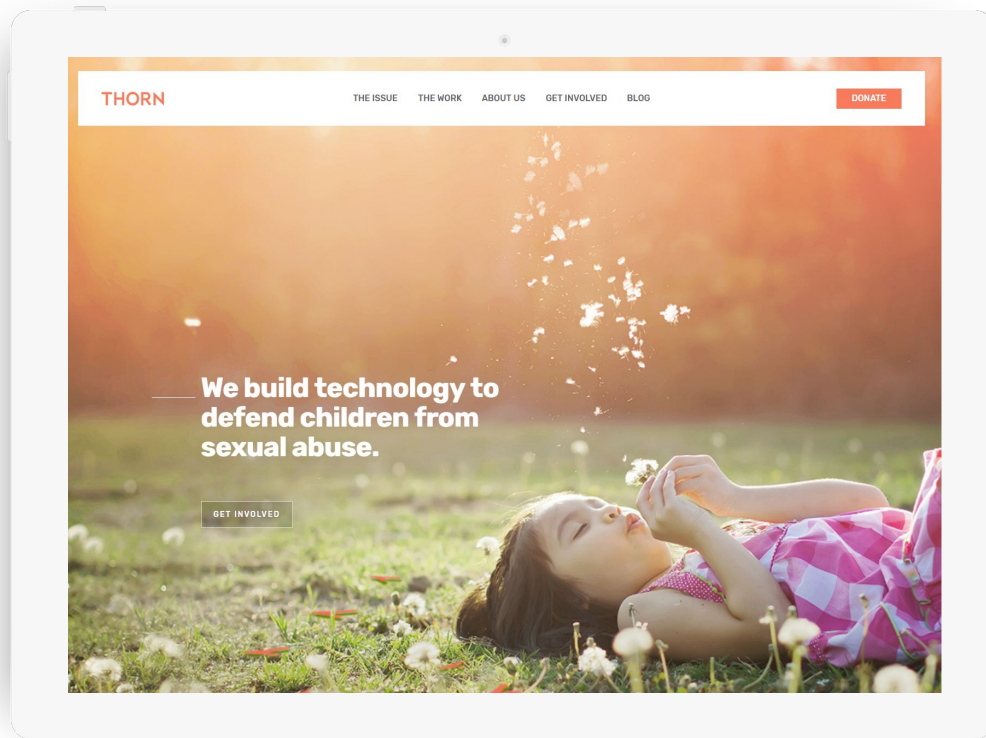 THORN
THE ISSUE THE WORK ABOUT US GET INVOLVED BLOG
DONATE
We build technology to
defend children from
sexual abuse.
GET INVOLVED